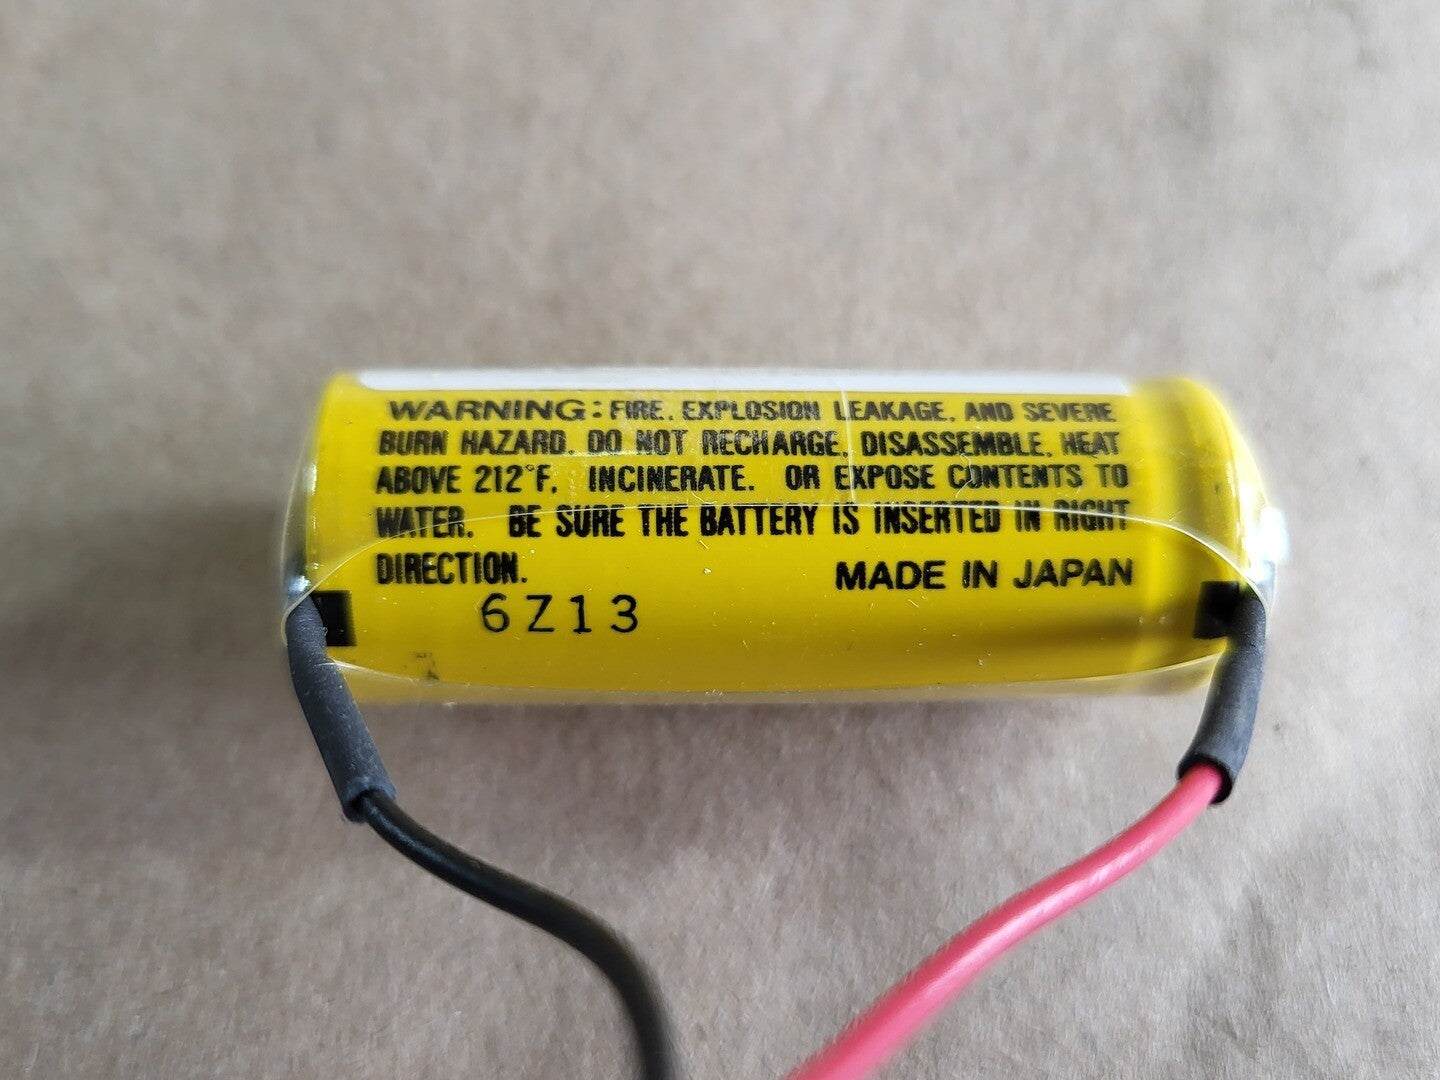 WARNING: FIRE, EXPLOSION LEAKAGE, AND SEVERE
BURN HAZARD. DO NOT RECHARGE, DISASSEMBLE, HEAT
ABOVE 212°F, INCINERATE, OR EXPOSE CONTENTS TO
WATER. BE SURE THE BATTERY IS INSERTED IN RIGHT
DIRECTION. MADE IN JAPAN
6Z13